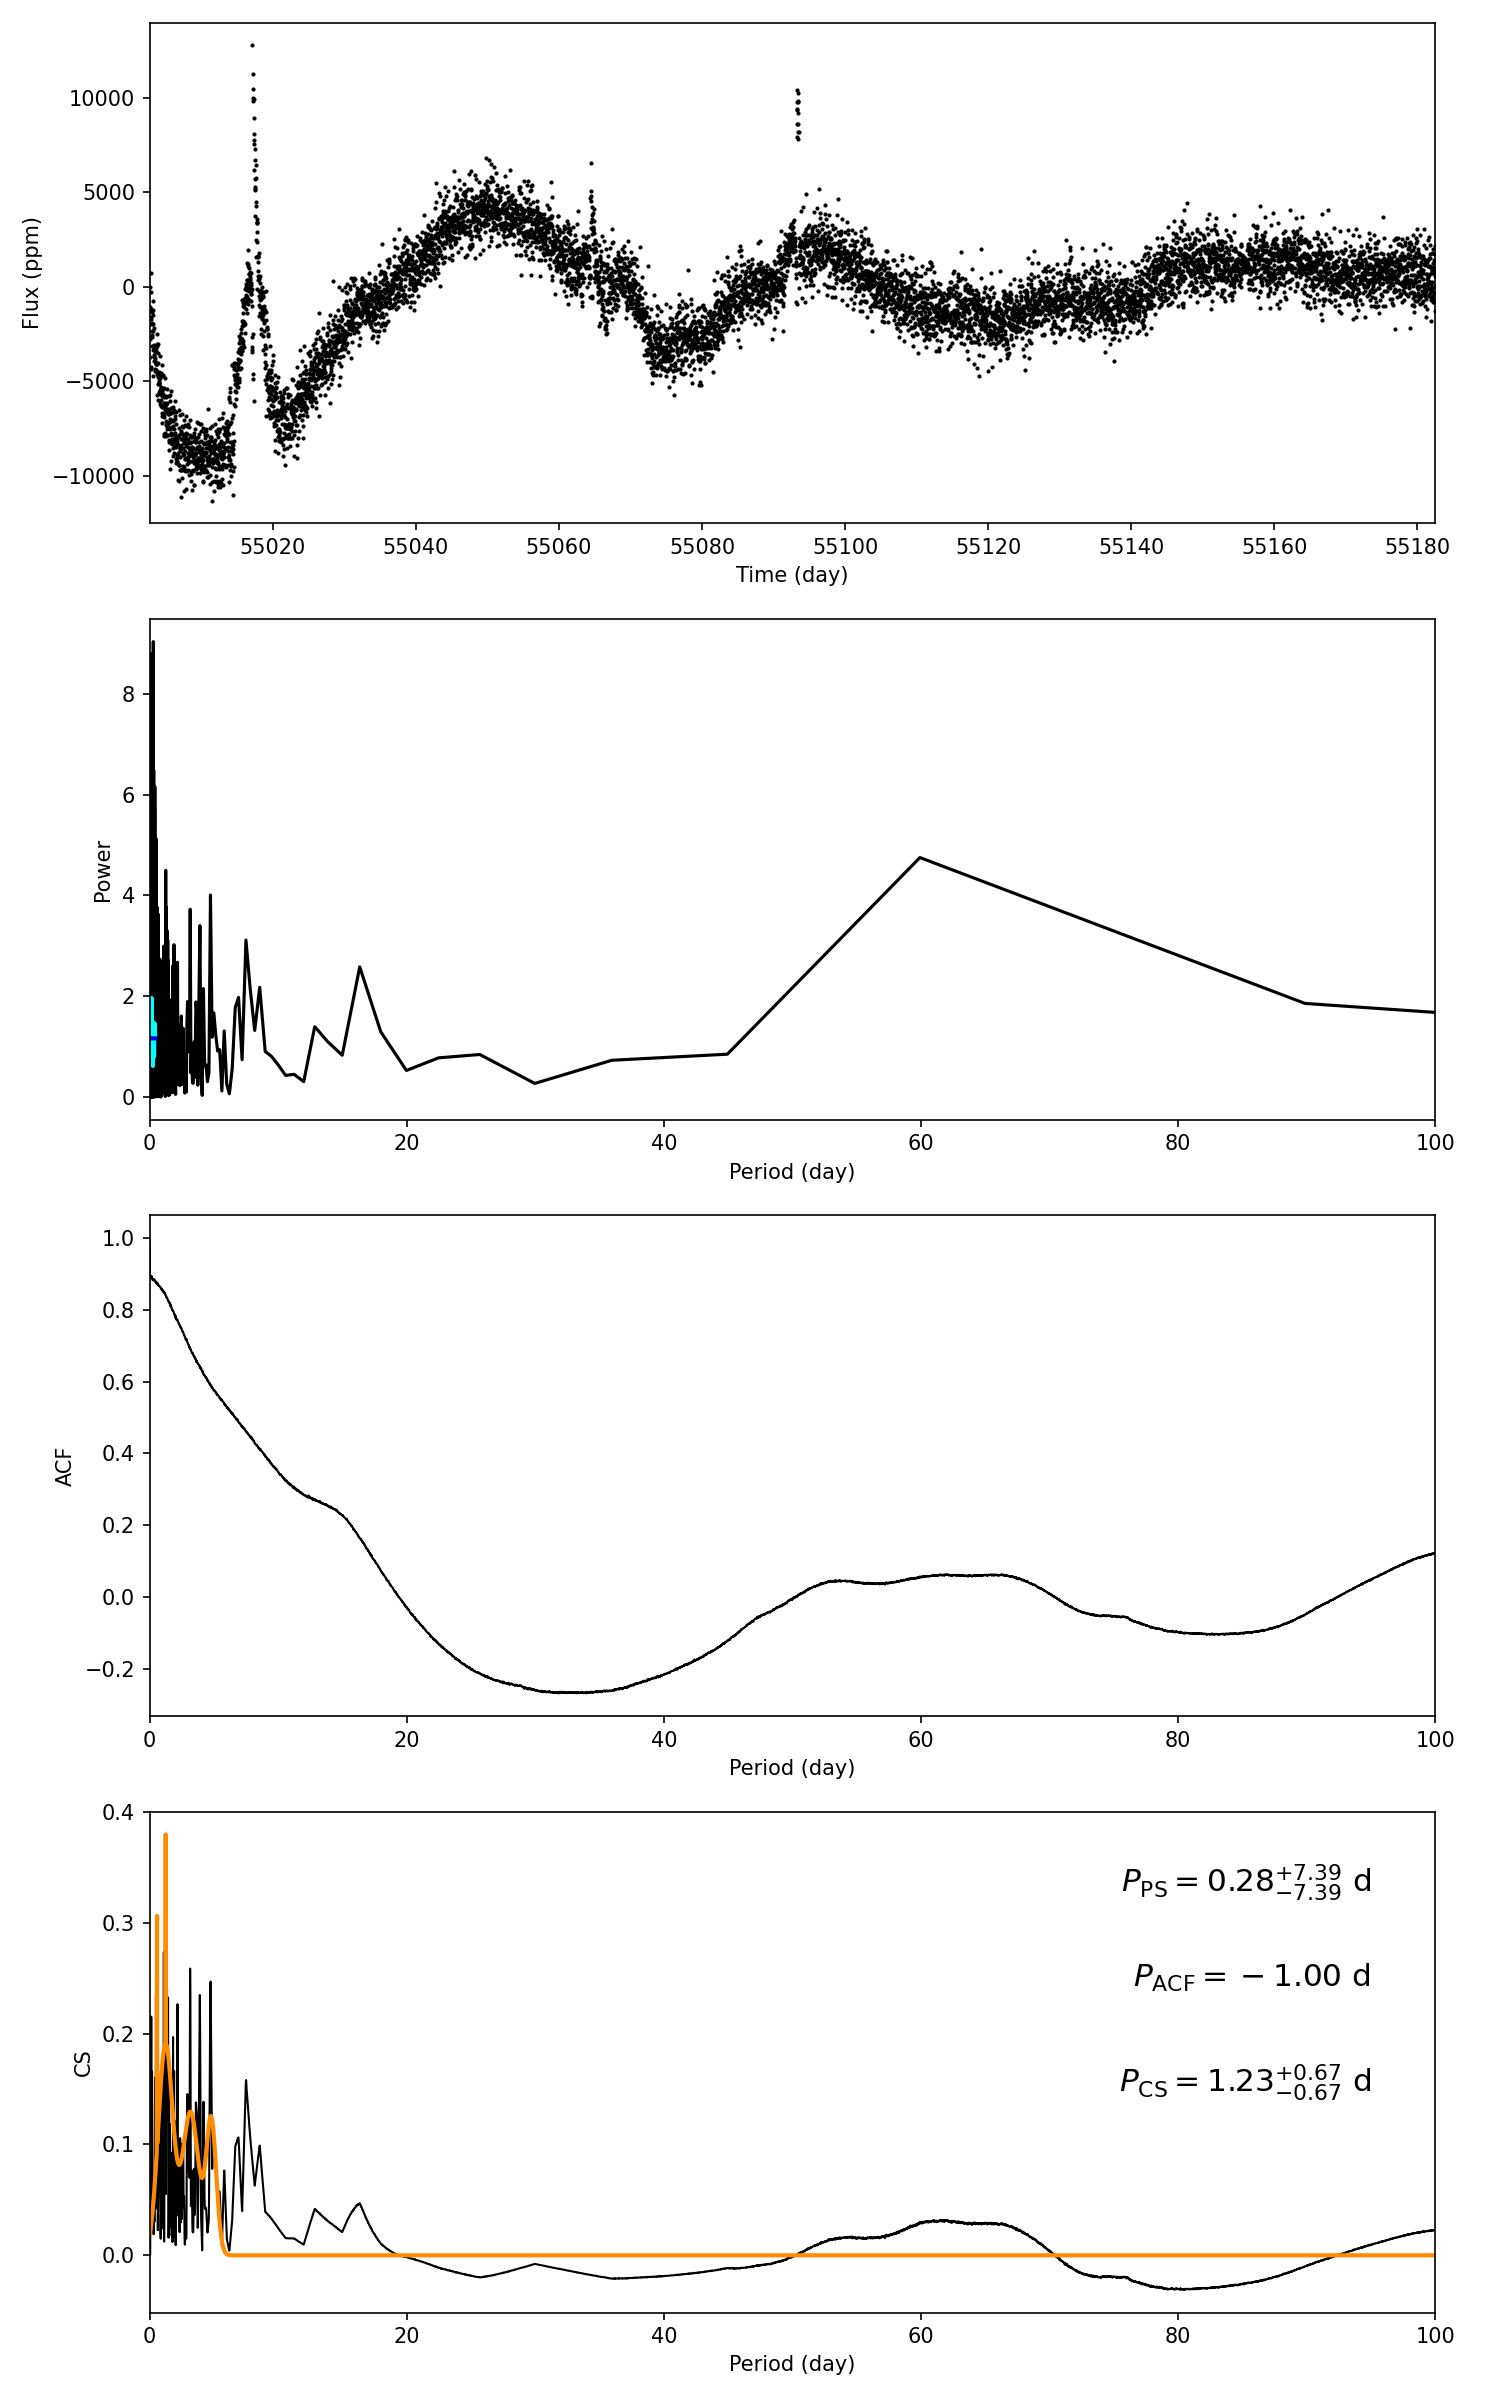 10000
5000
0
−5000
−10000
Flux (ppm)
55020 55040 55060 55080 55100 55120 55140 55160 55180
Time (day)
8
6
4
2
0
Power
0 20 40 60 80 100
Period (day)
1.0
0.8
0.6
0.4
0.2
0.0
−0.2
ACF
0 20 40 60 80 100
Period (day)
0.4
0.3
0.2
0.1
0.0
CS
P_PS = 0.28^{+7.39}_{−7.39} d
P_ACF = −1.00 d
P_CS = 1.23^{+0.67}_{−0.67} d
0 20 40 60 80 100
Period (day)